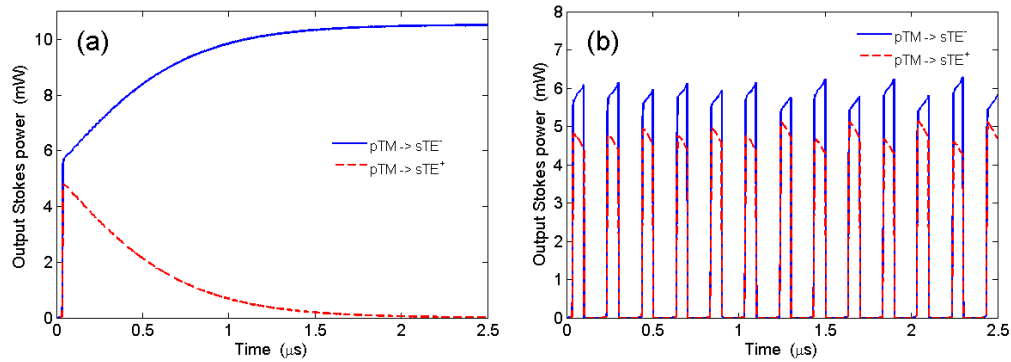 (a)
Output Stokes power (mW)
10
8
6
4
2
0
pTM -> sTE⁻
pTM -> sTE⁺
0 0.5 1 1.5 2 2.5
Time (μs)
(b)
Output Stokes power (mW)
8
7
6
5
4
3
2
1
0
pTM -> sTE⁻
pTM -> sTE⁺
0 0.5 1 1.5 2 2.5
Time (μs)